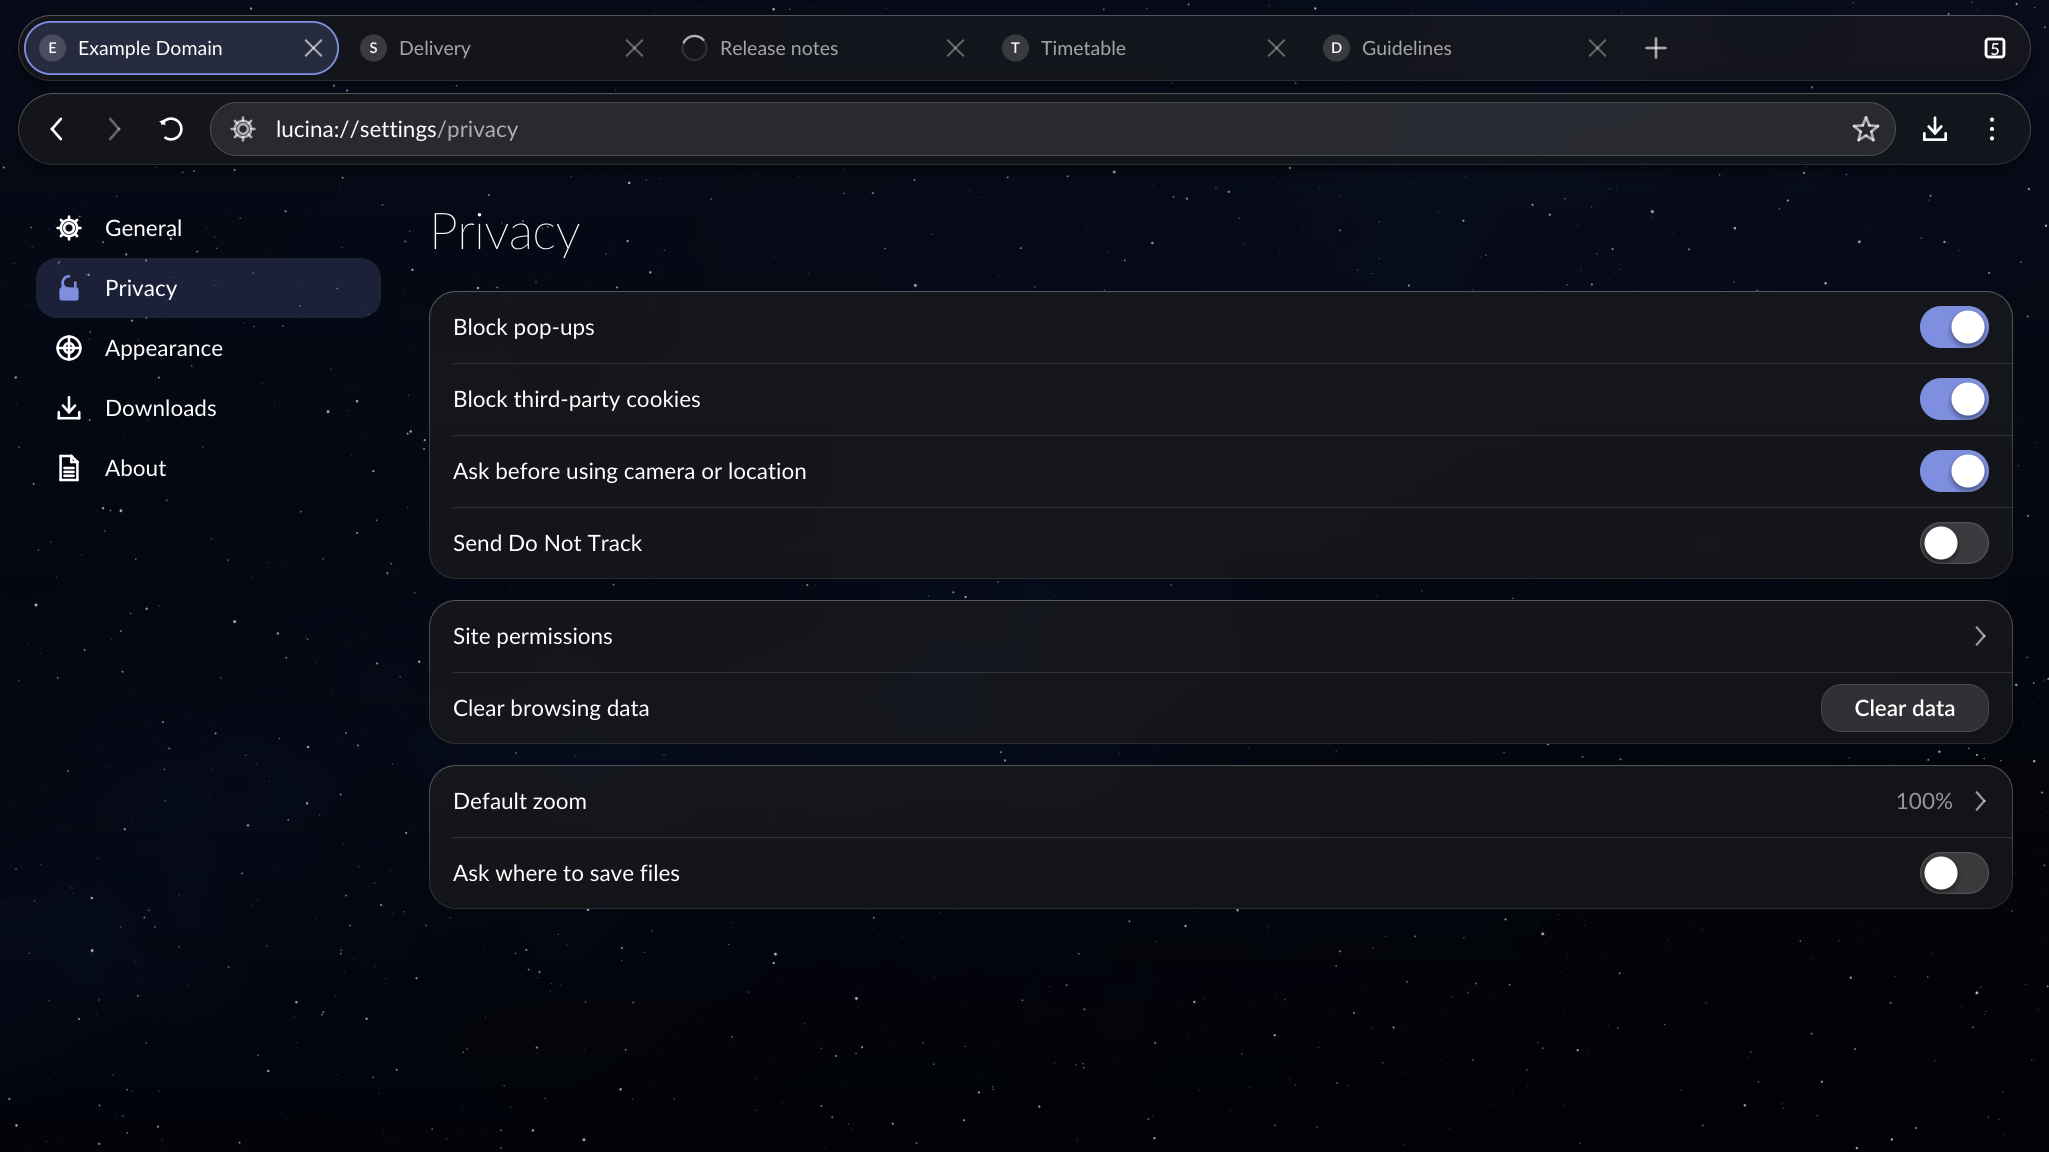 E Example Domain
S Delivery
Release notes
T Timetable
D Guidelines
5
lucina://settings/privacy
General
Privacy
Appearance
Downloads
About
Privacy
Block pop-ups
Block third-party cookies
Ask before using camera or location
Send Do Not Track
Site permissions
Clear browsing data
Clear data
Default zoom
100%
Ask where to save files